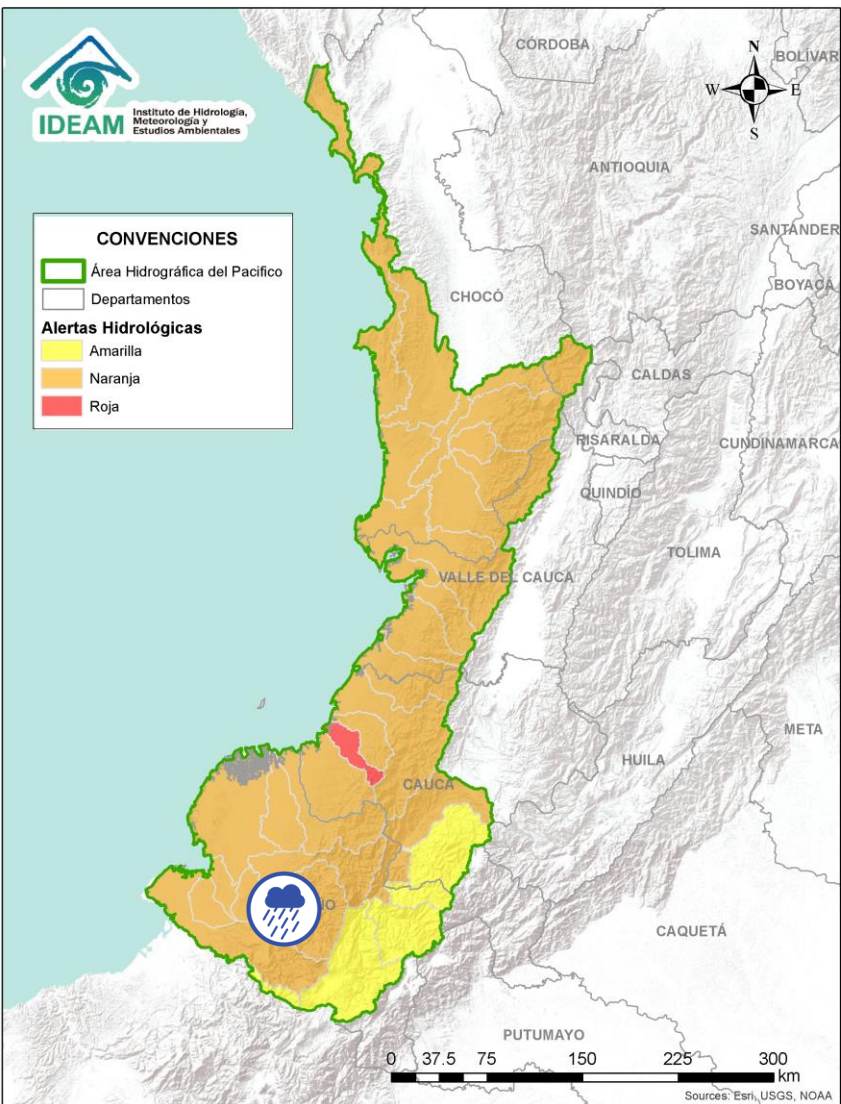 IDEAM
Instituto de Hidrología,
Meteorología y
Estudios Ambientales
CONVENCIONES
Área Hidrográfica del Pacifico
Departamentos
Alertas Hidrológicas
Amarilla
Naranja
Roja
N
W
E
S
CÓRDOBA
BOLÍVAR
ANTIOQUIA
SANTANDER
BOYACÁ
CHOCÓ
CALDAS
RISARALDA
CUNDINAMARCA
QUINDÍO
TOLIMA
VALLE DEL CAUCA
META
HUILA
CAUCA
CAQUETÁ
PUTUMAYO
0 37.5 75 150 225 300
km
Sources: Esri, USGS, NOAA